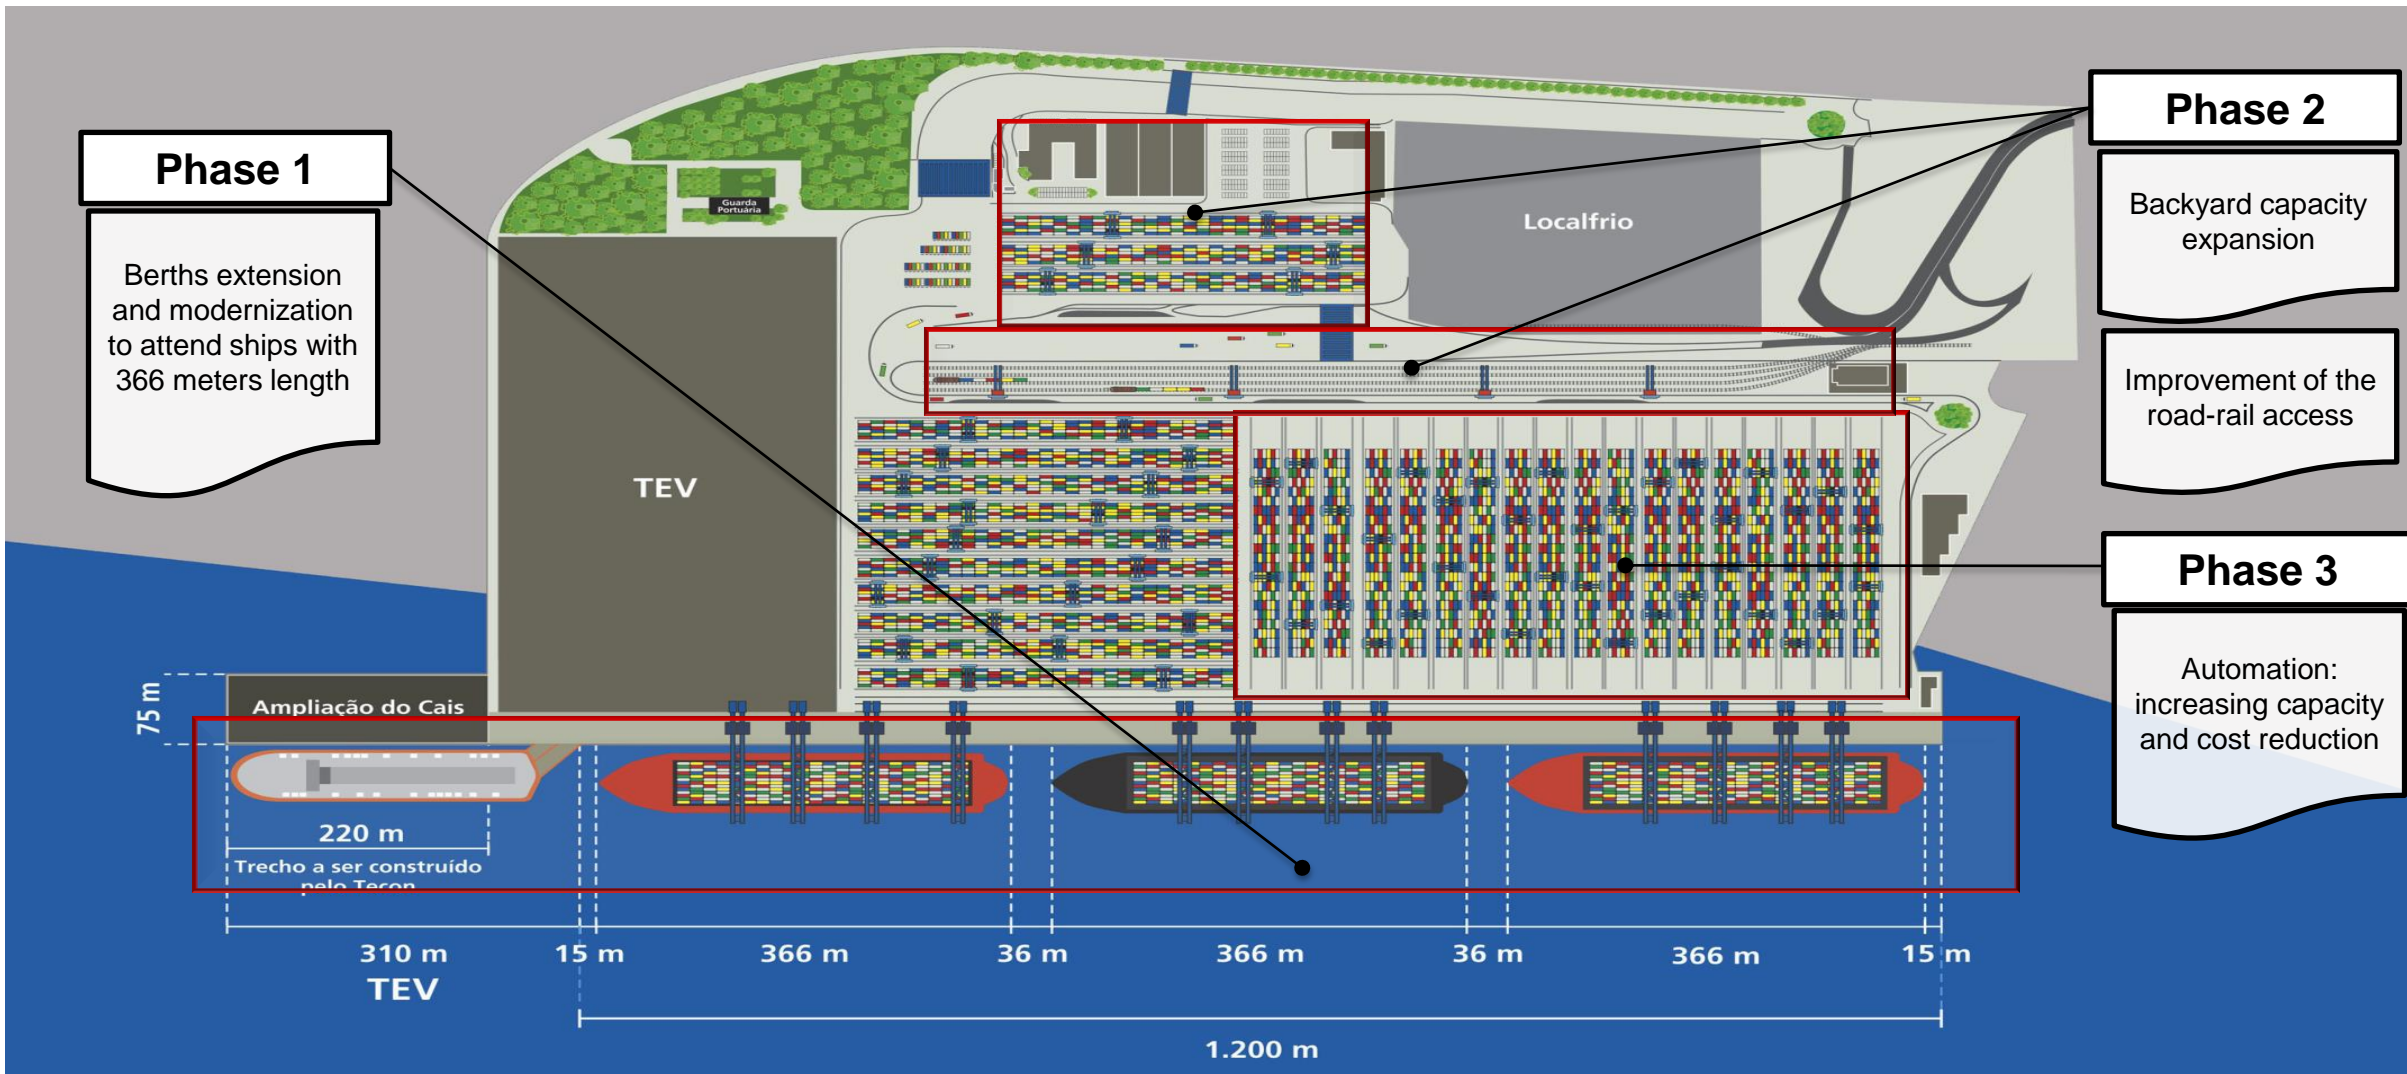 Phase 1
Berths extension
and modernization
to attend ships with
366 meters length
Phase 2
Backyard capacity
expansion
Improvement of the
road-rail access
Phase 3
Automation:
increasing capacity
and cost reduction
Guarda
Portuária
Localfrio
TEV
75 m
Ampliação do Cais
220 m
Trecho a ser construído
pelo Tecon
310 m
TEV
15 m
366 m
36 m
366 m
36 m
366 m
15 m
1.200 m